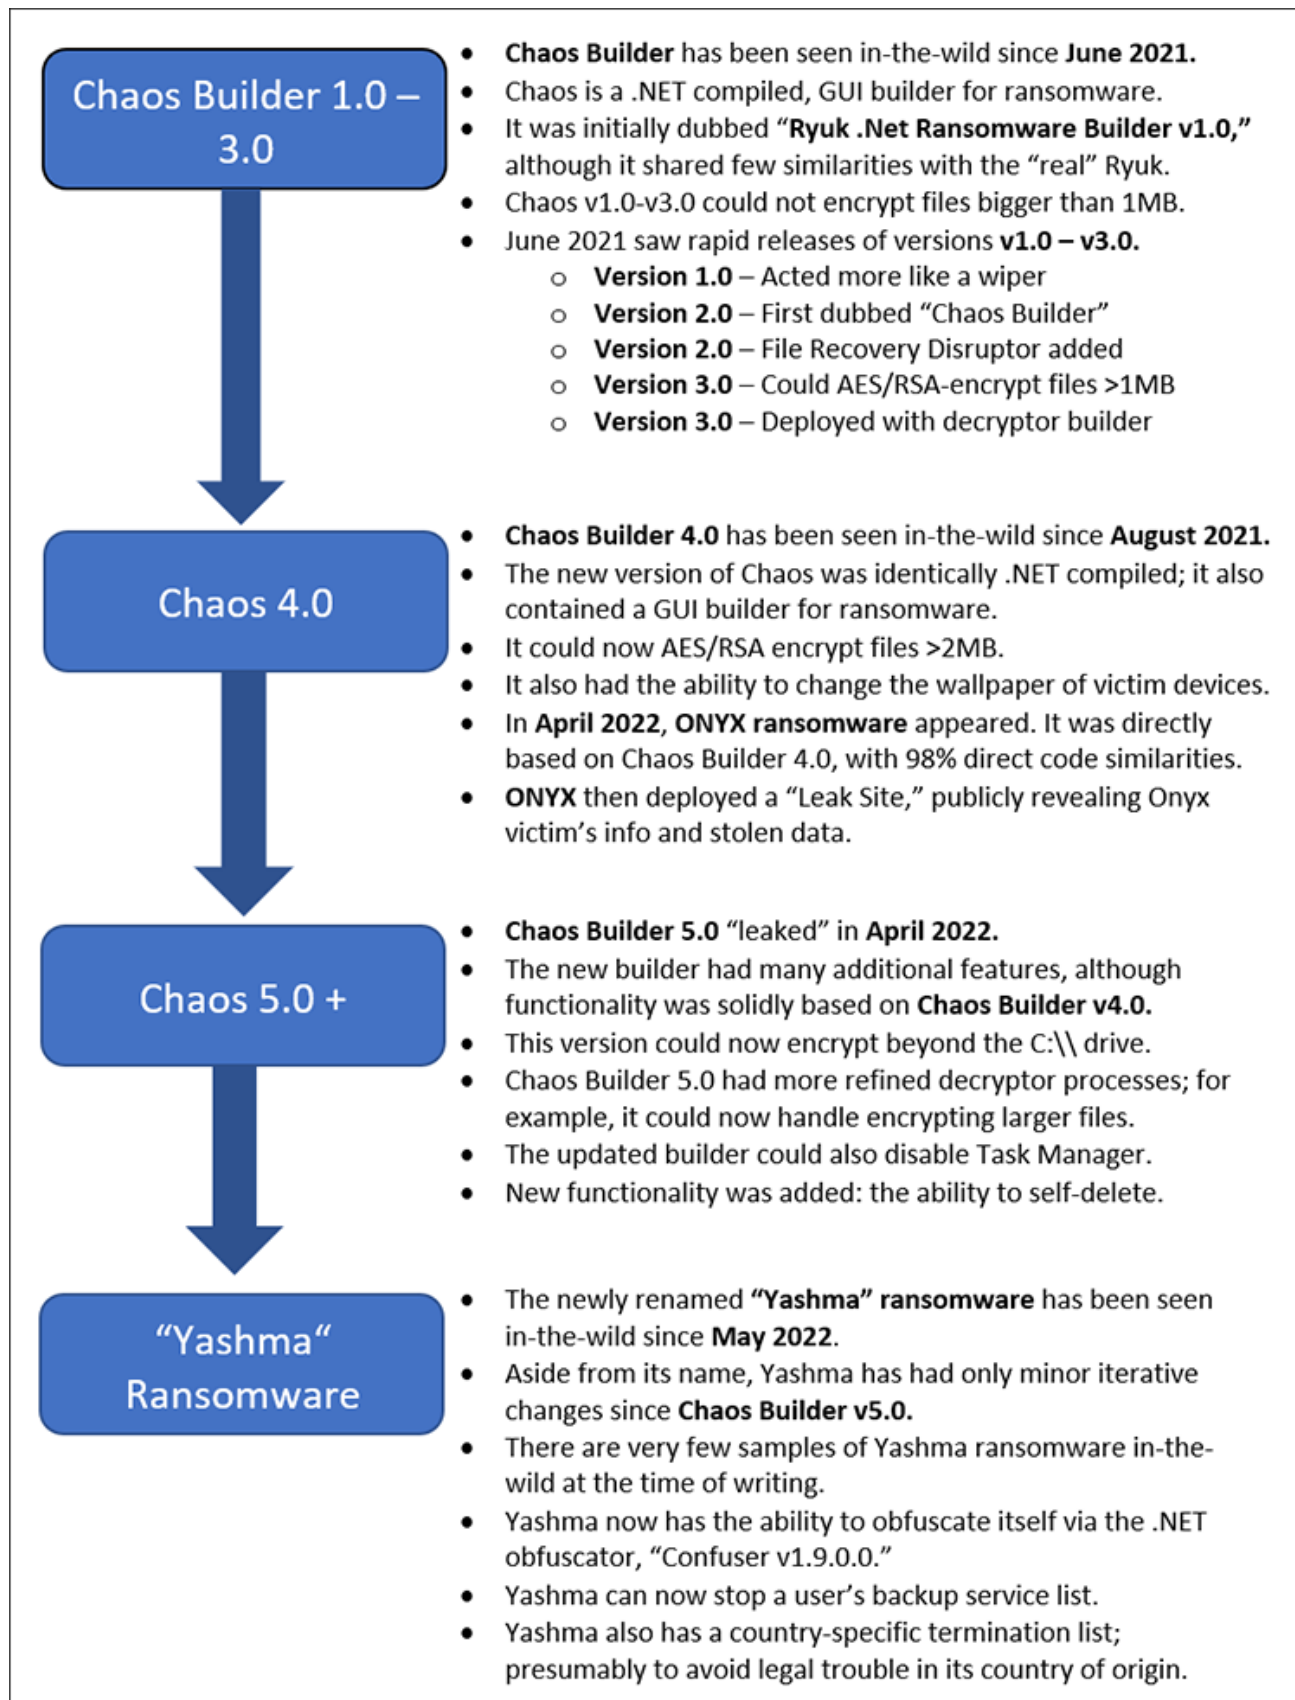 Chaos Builder 1.0 –
3.0
• Chaos Builder has been seen in-the-wild since June 2021.
• Chaos is a .NET compiled, GUI builder for ransomware.
• It was initially dubbed “Ryuk .Net Ransomware Builder v1.0,”
although it shared few similarities with the “real” Ryuk.
• Chaos v1.0-v3.0 could not encrypt files bigger than 1MB.
• June 2021 saw rapid releases of versions v1.0 – v3.0.
o Version 1.0 – Acted more like a wiper
o Version 2.0 – First dubbed “Chaos Builder”
o Version 2.0 – File Recovery Disruptor added
o Version 3.0 – Could AES/RSA-encrypt files >1MB
o Version 3.0 – Deployed with decryptor builder
Chaos 4.0
• Chaos Builder 4.0 has been seen in-the-wild since August 2021.
• The new version of Chaos was identically .NET compiled; it also
contained a GUI builder for ransomware.
• It could now AES/RSA encrypt files >2MB.
• It also had the ability to change the wallpaper of victim devices.
• In April 2022, ONYX ransomware appeared. It was directly
based on Chaos Builder 4.0, with 98% direct code similarities.
• ONYX then deployed a “Leak Site,” publicly revealing Onyx
victim’s info and stolen data.
Chaos 5.0 +
• Chaos Builder 5.0 “leaked” in April 2022.
• The new builder had many additional features, although
functionality was solidly based on Chaos Builder v4.0.
• This version could now encrypt beyond the C:\\ drive.
• Chaos Builder 5.0 had more refined decryptor processes; for
example, it could now handle encrypting larger files.
• The updated builder could also disable Task Manager.
• New functionality was added: the ability to self-delete.
“Yashma“
Ransomware
• The newly renamed “Yashma” ransomware has been seen
in-the-wild since May 2022.
• Aside from its name, Yashma has had only minor iterative
changes since Chaos Builder v5.0.
• There are very few samples of Yashma ransomware in-the-
wild at the time of writing.
• Yashma now has the ability to obfuscate itself via the .NET
obfuscator, “Confuser v1.9.0.0.”
• Yashma can now stop a user’s backup service list.
• Yashma also has a country-specific termination list;
presumably to avoid legal trouble in its country of origin.